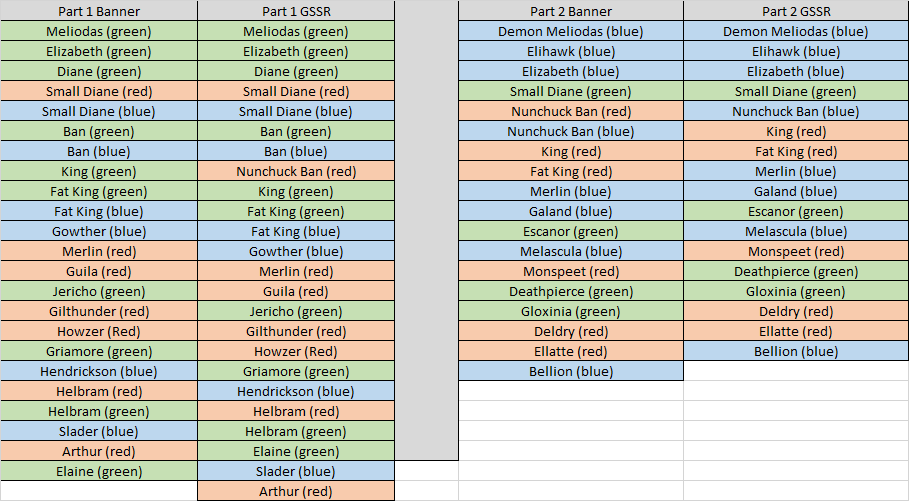 Part 1 Banner Part 1 GSSR Part 2 Banner Part 2 GSSR
Meliodas (green) Meliodas (green) Demon Meliodas (blue) Demon Meliodas (blue)
Elizabeth (green) Elizabeth (green) Elihawk (blue) Elihawk (blue)
Diane (green) Diane (green) Elizabeth (blue) Elizabeth (blue)
Small Diane (red) Small Diane (red) Small Diane (green) Small Diane (green)
Small Diane (blue) Small Diane (blue) Nunchuck Ban (red) Nunchuck Ban (blue)
Ban (green) Ban (green) Nunchuck Ban (blue) King (red)
Ban (blue) Ban (blue) King (red) Fat King (red)
King (green) Nunchuck Ban (red) Fat King (red) Merlin (blue)
Fat King (green) King (green) Merlin (blue) Galand (blue)
Fat King (blue) Fat King (green) Galand (blue) Escanor (green)
Gowther (blue) Fat King (blue) Escanor (green) Melascula (blue)
Merlin (red) Gowther (blue) Melascula (blue) Monspeet (red)
Guila (red) Merlin (red) Monspeet (red) Deathpierce (green)
Jericho (green) Guila (red) Deathpierce (green) Gloxinia (green)
Gilthunder (red) Jericho (green) Gloxinia (green) Deldry (red)
Howzer (Red) Gilthunder (red) Deldry (red) Ellatte (red)
Griamore (green) Howzer (Red) Ellatte (red) Bellion (blue)
Hendrickson (blue) Griamore (green) Bellion (blue)
Helbram (red) Hendrickson (blue)
Helbram (green) Helbram (red)
Slader (blue) Helbram (green)
Arthur (red) Elaine (green)
Elaine (green) Slader (blue)
Arthur (red)